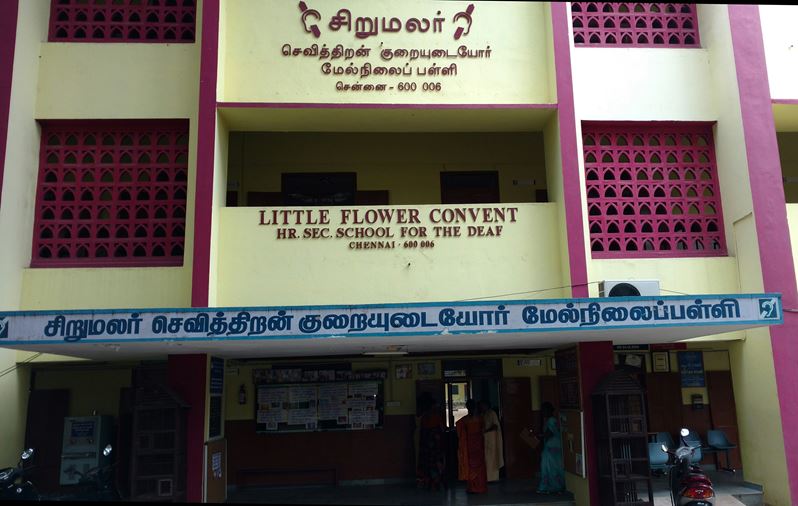 சிறுமலர்
செவித்திறன் குறையுடையோர்
மேல்நிலைப் பள்ளி
சென்னை - 600 006
LITTLE FLOWER CONVENT
HR. SEC. SCHOOL FOR THE DEAF
CHENNAI - 600 006
சிறுமலர் செவித்திறன் குறையுடையோர் மேல்நிலைப்பள்ளி